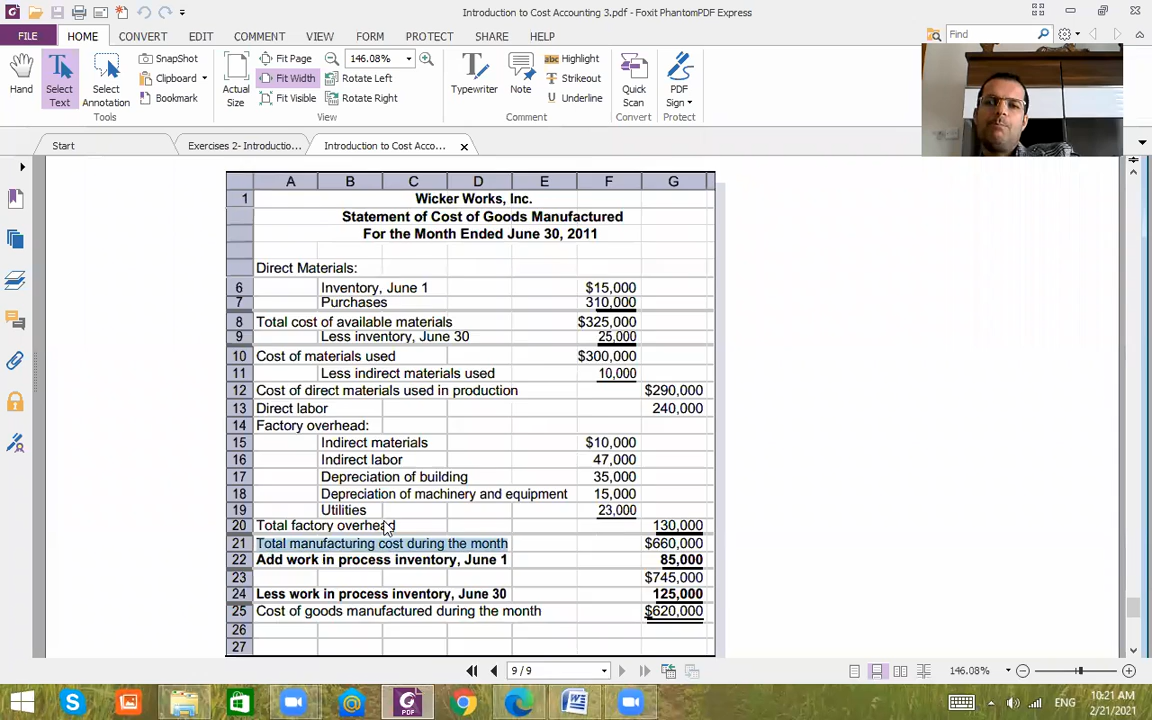 Introduction to Cost Accounting 3.pdf - Foxit PhantomPDF Express
FILE HOME CONVERT EDIT COMMENT VIEW FORM PROTECT SHARE HELP Find
Hand
Select Text
Select Annotation
SnapShot
Clipboard
Bookmark
Tools
Actual Size
Fit Page
Fit Width
Fit Visible
146.08%
Rotate Left
Rotate Right
View
Typewriter
Note
Highlight
Strikeout
Underline
Comment
Quick Scan
Convert
PDF Sign
Protect
Start Exercises 2- Introductio... Introduction to Cost Acco...
A B C D E F G
1 Wicker Works, Inc.
Statement of Cost of Goods Manufactured
For the Month Ended June 30, 2011
Direct Materials:
6 Inventory, June 1 $15,000
7 Purchases 310,000
8 Total cost of available materials $325,000
9 Less inventory, June 30 25,000
10 Cost of materials used $300,000
11 Less indirect materials used 10,000
12 Cost of direct materials used in production $290,000
13 Direct labor 240,000
14 Factory overhead:
15 Indirect materials $10,000
16 Indirect labor 47,000
17 Depreciation of building 35,000
18 Depreciation of machinery and equipment 15,000
19 Utilities 23,000
20 Total factory overhead 130,000
21 Total manufacturing cost during the month $660,000
22 Add work in process inventory, June 1 85,000
23 $745,000
24 Less work in process inventory, June 30 125,000
25 Cost of goods manufactured during the month $620,000
26
27
9 / 9 146.08%
PDF
ENG
10:21 AM
2/21/2021